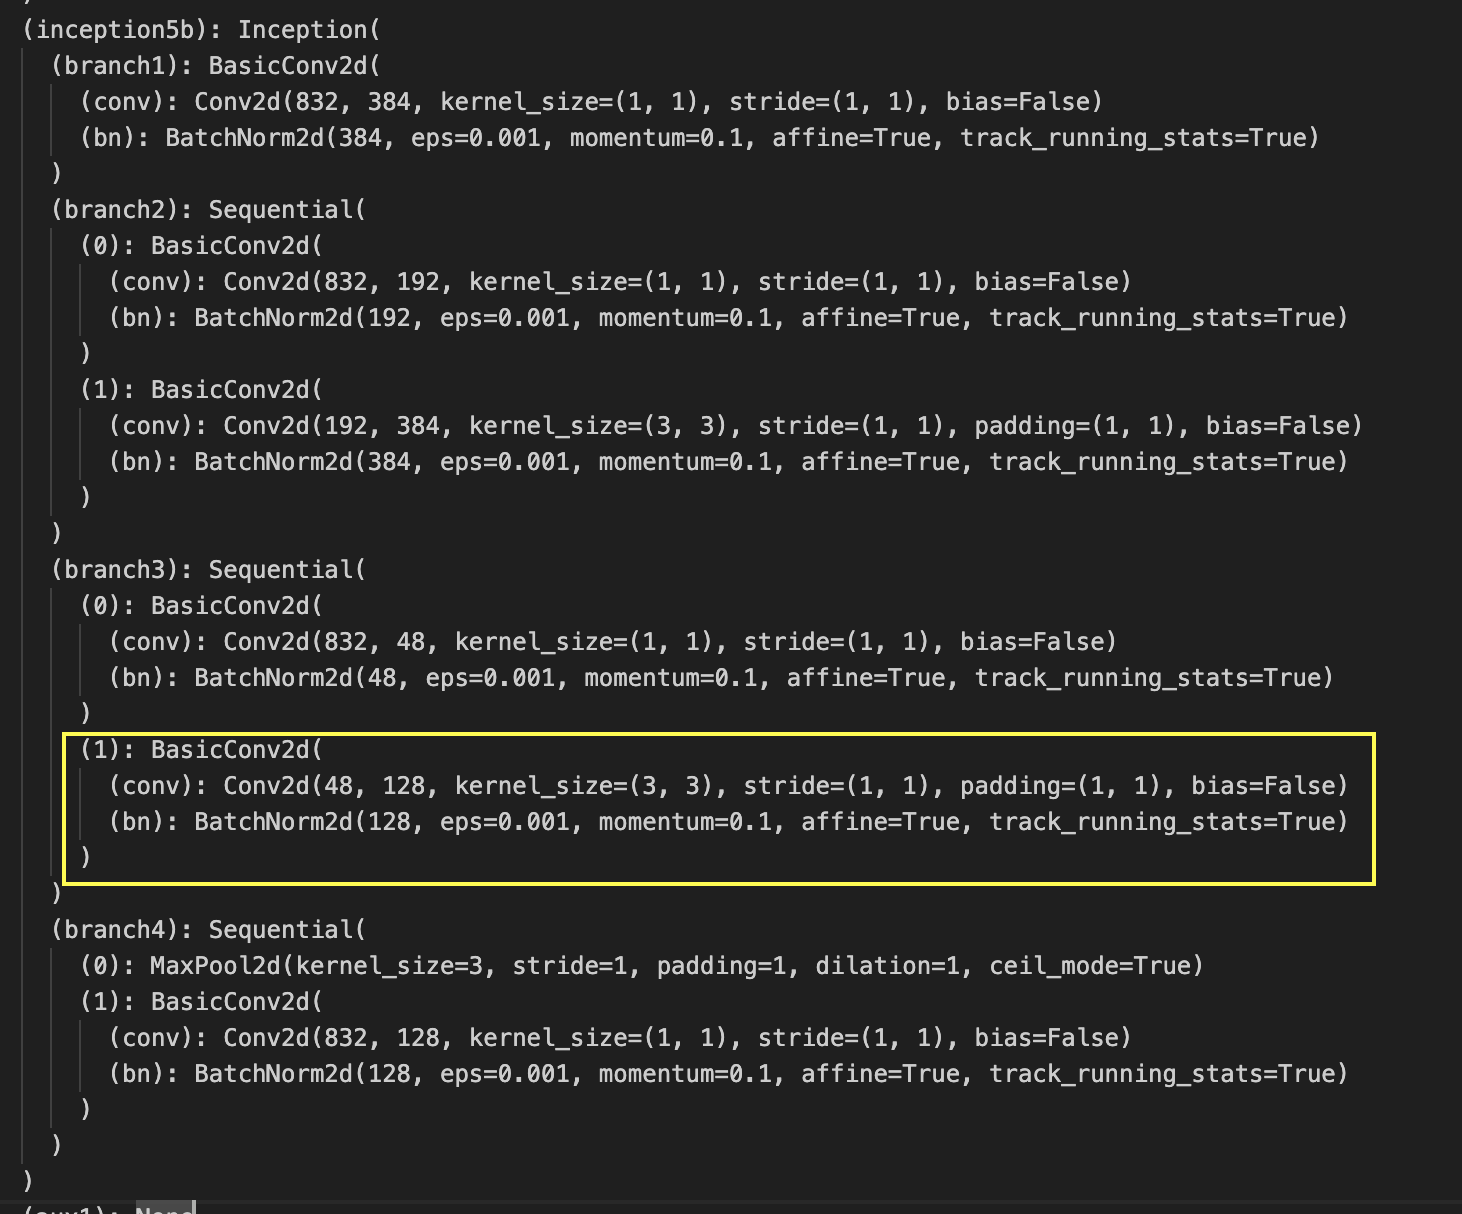 )
(inception5b): Inception(
(branch1): BasicConv2d(
(conv): Conv2d(832, 384, kernel_size=(1, 1), stride=(1, 1), bias=False)
(bn): BatchNorm2d(384, eps=0.001, momentum=0.1, affine=True, track_running_stats=True)
)
(branch2): Sequential(
(0): BasicConv2d(
(conv): Conv2d(832, 192, kernel_size=(1, 1), stride=(1, 1), bias=False)
(bn): BatchNorm2d(192, eps=0.001, momentum=0.1, affine=True, track_running_stats=True)
)
(1): BasicConv2d(
(conv): Conv2d(192, 384, kernel_size=(3, 3), stride=(1, 1), padding=(1, 1), bias=False)
(bn): BatchNorm2d(384, eps=0.001, momentum=0.1, affine=True, track_running_stats=True)
)
)
(branch3): Sequential(
(0): BasicConv2d(
(conv): Conv2d(832, 48, kernel_size=(1, 1), stride=(1, 1), bias=False)
(bn): BatchNorm2d(48, eps=0.001, momentum=0.1, affine=True, track_running_stats=True)
)
(1): BasicConv2d(
(conv): Conv2d(48, 128, kernel_size=(3, 3), stride=(1, 1), padding=(1, 1), bias=False)
(bn): BatchNorm2d(128, eps=0.001, momentum=0.1, affine=True, track_running_stats=True)
)
)
(branch4): Sequential(
(0): MaxPool2d(kernel_size=3, stride=1, padding=1, dilation=1, ceil_mode=True)
(1): BasicConv2d(
(conv): Conv2d(832, 128, kernel_size=(1, 1), stride=(1, 1), bias=False)
(bn): BatchNorm2d(128, eps=0.001, momentum=0.1, affine=True, track_running_stats=True)
)
)
)
(aux1): None